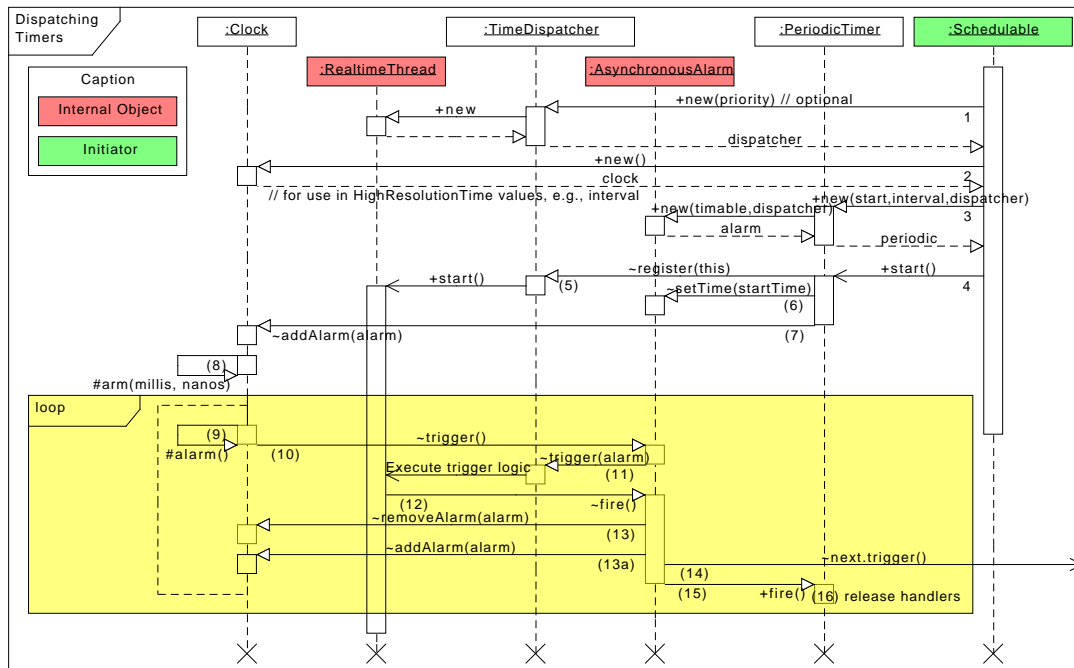 Dispatching
Timers
:Clock
:TimeDispatcher
:PeriodicTimer
:Schedulable
:RealtimeThread
:AsynchronousAlarm
Caption
Internal Object
Initiator
+new(priority) // optional
1
+new
dispatcher
+new()
2
clock
// for use in HighResolutionTime values, e.g., interval
+new(start,interval,dispatcher)
3
+new(timable,dispatcher)
alarm
periodic
+start()
4
~register(this)
(5)
+start()
~setTime(startTime)
(6)
~addAlarm(alarm)
(7)
(8)
#arm(millis, nanos)
loop
(9)
#alarm()
(10)
~trigger()
~trigger(alarm)
(11)
Execute trigger logic
(12)
~fire()
~removeAlarm(alarm)
(13)
~addAlarm(alarm)
(13a)
~next.trigger()
(14)
(15)
+fire()
(16) release handlers